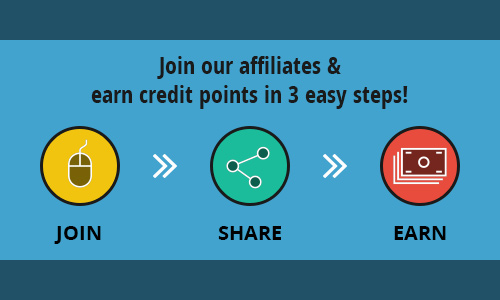 Join our affiliates &
earn credit points in 3 easy steps!
JOIN
SHARE
EARN